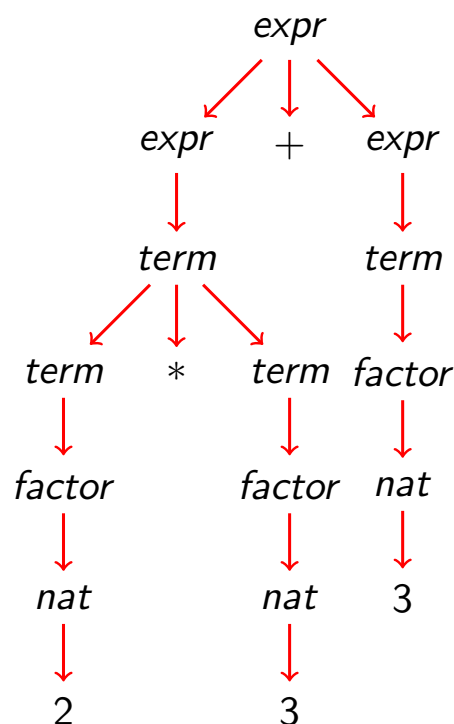 expr
expr + expr
term term
term * term factor
factor factor nat
nat nat 3
2 3